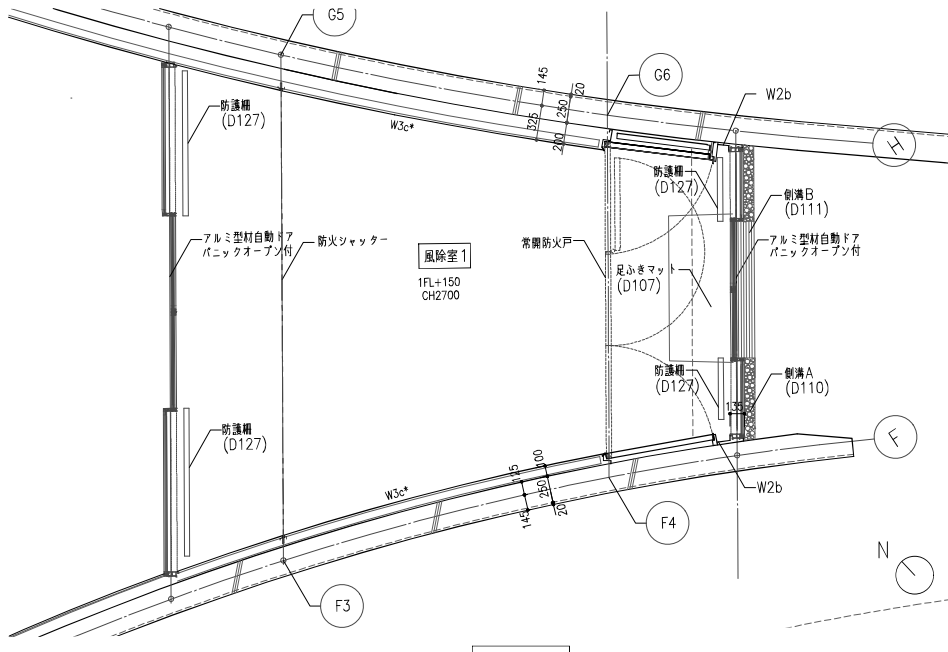 G5
G6
W2b
H
145
20
250
325
200
防護柵
(D127)
W3c*
防護柵
(D127)
側溝B
(D111)
アルミ型材自動ドア
パニックオープン付
防火シャッター
風除室1
1FL+150
CH2700
常開防火戸
足ふきマット
(D107)
アルミ型材自動ドア
パニックオープン付
防護柵
(D127)
側溝A
(D110)
135
防護柵
(D127)
F
W3c*
125
100
250
145
20
W2b
F4
F3
N